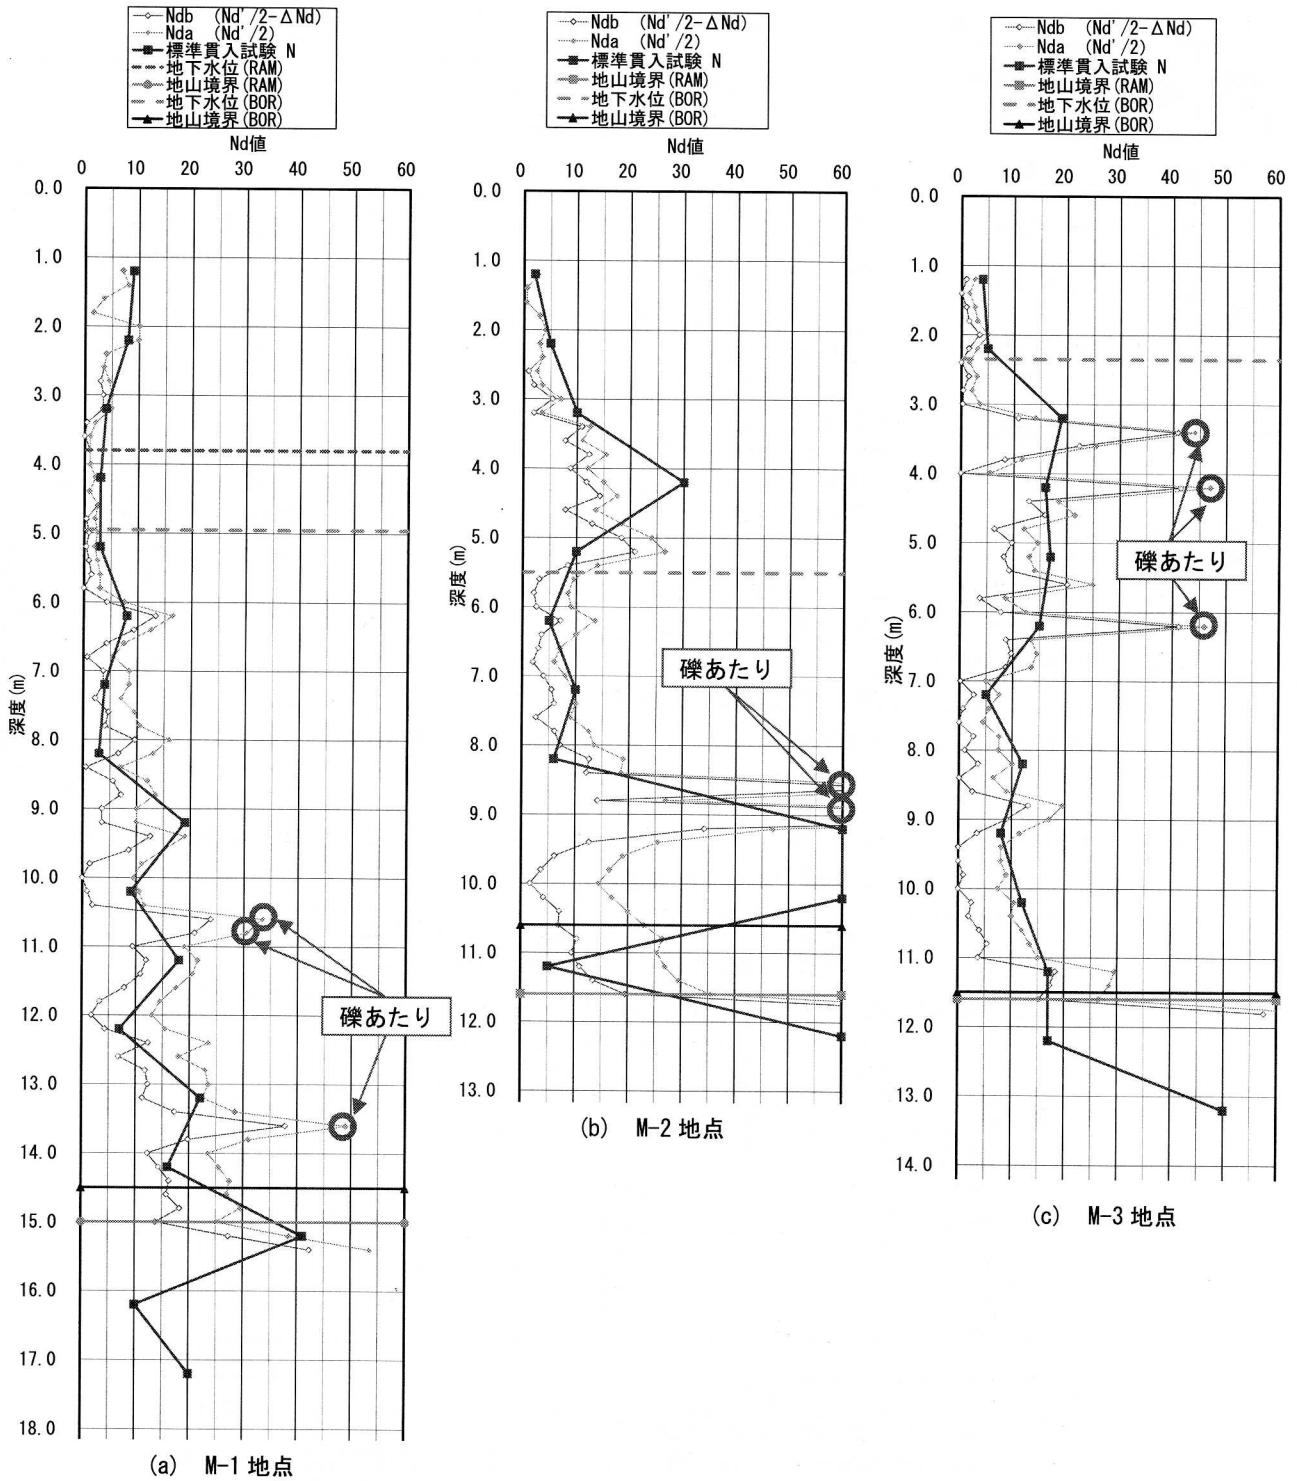 Ndb (Nd'/2-ΔNd)
Nda (Nd'/2)
標準貫入試験 N
地下水位(RAM)
地山境界(RAM)
地下水位(BOR)
地山境界(BOR)
Nd値
0 10 20 30 40 50 60
0.0
1.0
2.0
3.0
4.0
5.0
6.0
7.0
8.0
9.0
10.0
11.0
12.0
13.0
14.0
15.0
16.0
17.0
18.0
深度(m)
礫あたり
(a) M-1地点
Ndb (Nd'/2-ΔNd)
Nda (Nd'/2)
標準貫入試験 N
地山境界(RAM)
地下水位(BOR)
地山境界(BOR)
Nd値
0 10 20 30 40 50 60
0.0
1.0
2.0
3.0
4.0
5.0
6.0
7.0
8.0
9.0
10.0
11.0
12.0
13.0
深度(m)
礫あたり
(b) M-2地点
Ndb (Nd'/2-ΔNd)
Nda (Nd'/2)
標準貫入試験 N
地山境界(RAM)
地下水位(BOR)
地山境界(BOR)
Nd値
0 10 20 30 40 50 60
0.0
1.0
2.0
3.0
4.0
5.0
6.0
7.0
8.0
9.0
10.0
11.0
12.0
13.0
14.0
深度(m)
礫あたり
(c) M-3地点